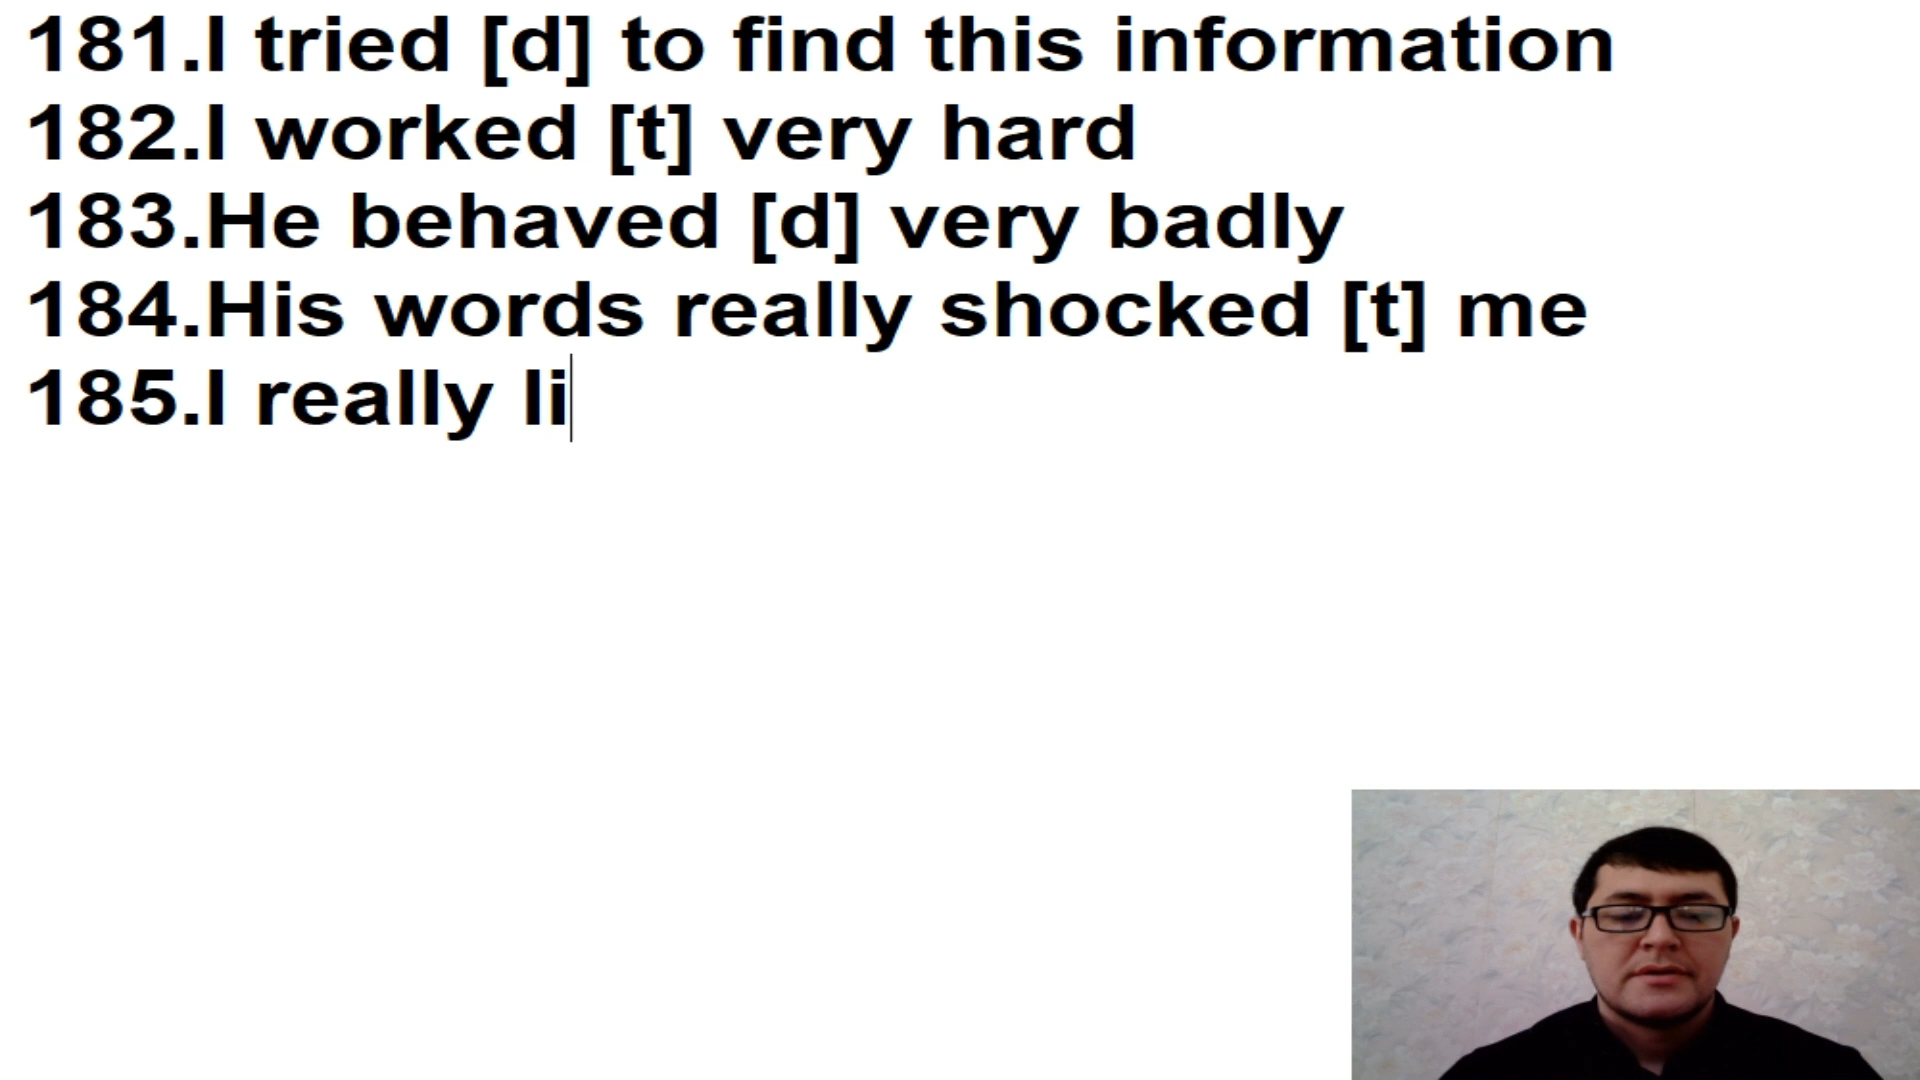 181.I tried [d] to find this information
182.I worked [t] very hard
183.He behaved [d] very badly
184.His words really shocked [t] me
185.I really li